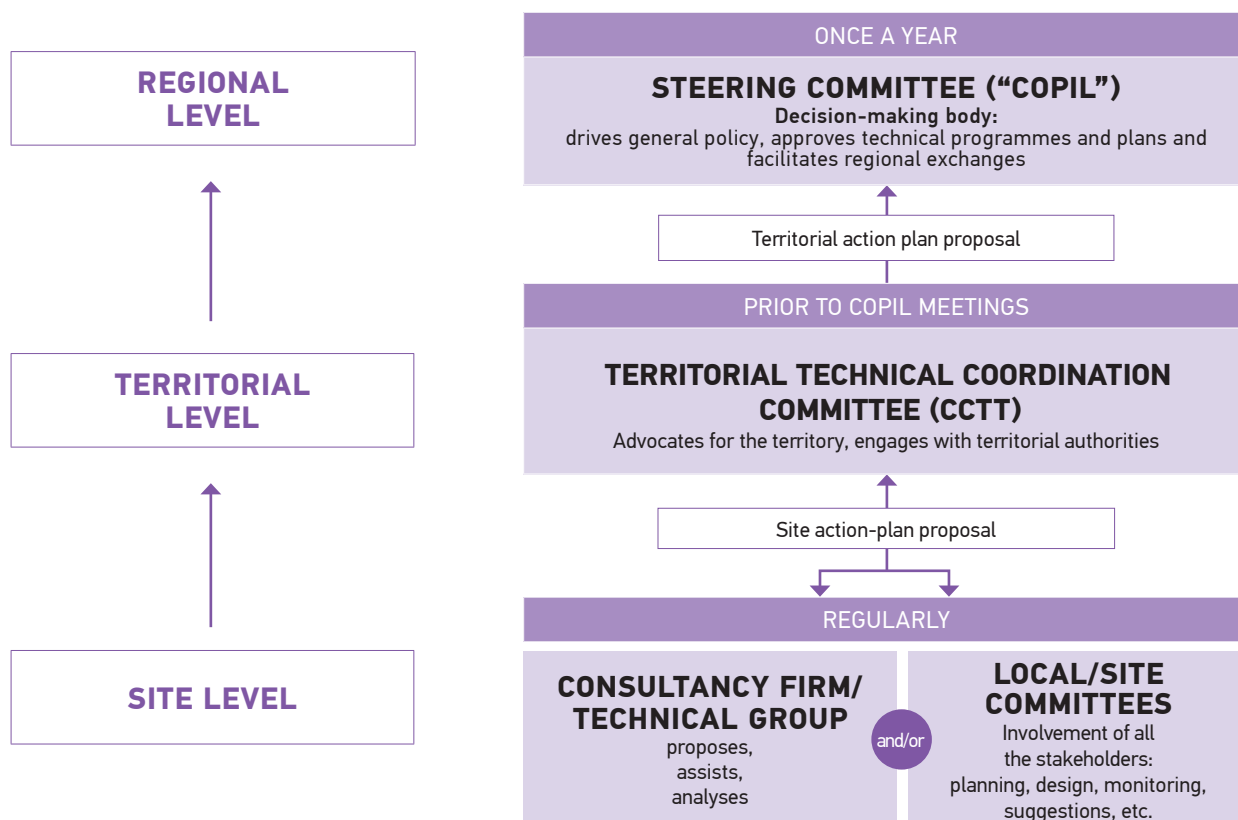 REGIONAL
LEVEL
TERRITORIAL
LEVEL
SITE LEVEL
ONCE A YEAR
STEERING COMMITTEE (“COPIL”)
Decision-making body:
drives general policy, approves technical programmes and plans and
facilitates regional exchanges
Territorial action plan proposal
PRIOR TO COPIL MEETINGS
TERRITORIAL TECHNICAL COORDINATION
COMMITTEE (CCTT)
Advocates for the territory, engages with territorial authorities
Site action-plan proposal
REGULARLY
CONSULTANCY FIRM/
TECHNICAL GROUP
proposes,
assists,
analyses
and/or
LOCAL/SITE
COMMITTEES
Involvement of all
the stakeholders:
planning, design, monitoring,
suggestions, etc.